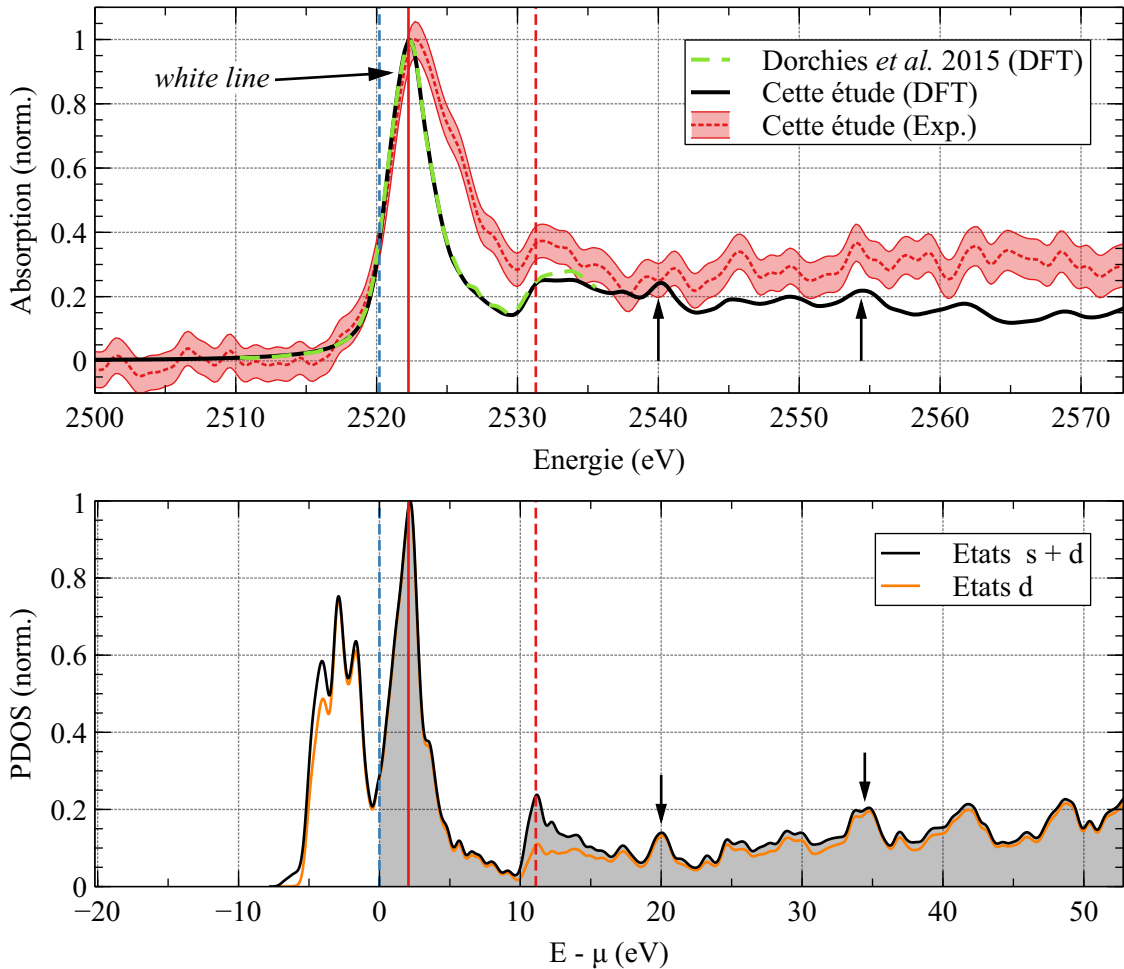 1
0.8
0.6
0.4
0.2
0
Absorption (norm.)
white line
Dorchies et al. 2015 (DFT)
Cette étude (DFT)
Cette étude (Exp.)
2500 2510 2520 2530 2540 2550 2560 2570
Energie (eV)
1
0.8
0.6
0.4
0.2
0
PDOS (norm.)
Etats s + d
Etats d
−20 −10 0 10 20 30 40 50
E - μ (eV)